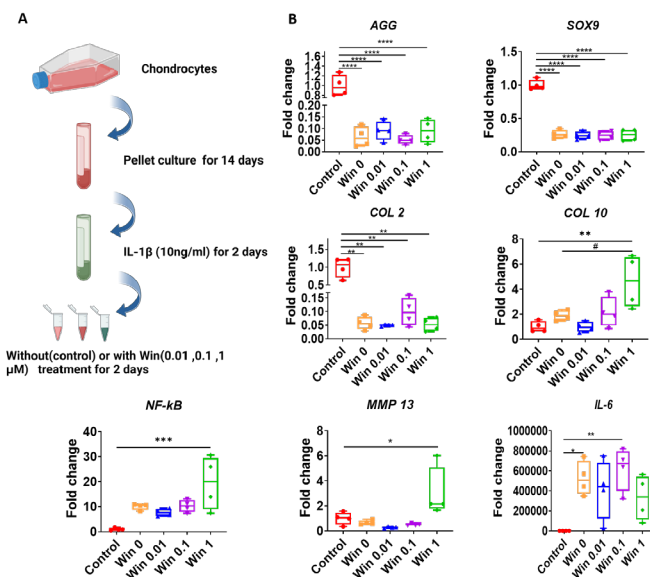 A
Chondrocytes
Pellet culture for 14 days
IL-1β (10ng/ml) for 2 days
Without(control) or with Win(0.01 ,0.1 ,1
μM) treatment for 2 days
B
AGG
Fold change
1.6
1.4
1.2
1.0
0.8
0.20
0.15
0.10
0.05
0.00
****
****
****
****
Control
Win 0
Win 0.01
Win 0.1
Win 1
SOX9
Fold change
1.5
1.0
0.5
0.0
****
****
****
****
Control
Win 0
Win 0.01
Win 0.1
Win 1
COL 2
Fold change
1.5
1.0
0.5
0.15
0.10
0.05
0.00
**
**
**
**
Control
Win 0
Win 0.01
Win 0.1
Win 1
COL 10
Fold change
8
6
4
2
0
**
#
Control
Win 0
Win 0.01
Win 0.1
Win 1
NF-kB
Fold change
40
30
20
10
0
***
Control
Win 0
Win 0.01
Win 0.1
Win 1
MMP 13
Fold change
8
6
4
2
0
*
Control
Win 0
Win 0.01
Win 0.1
Win 1
IL-6
Fold change
1000000
800000
600000
400000
200000
0
**
*
Control
Win 0
Win 0.01
Win 0.1
Win 1